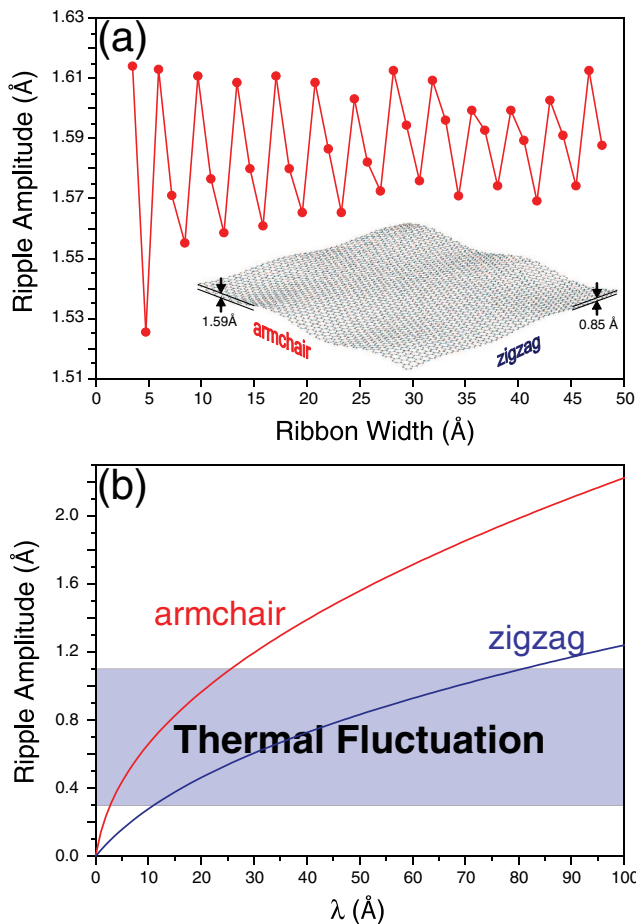 (a)
Ripple Amplitude (Å)
1.63
1.61
1.59
1.57
1.55
1.53
1.51
1.59Å
armchair
zigzag
0.85 Å
0 5 10 15 20 25 30 35 40 45 50
Ribbon Width (Å)
(b)
Ripple Amplitude (Å)
2.0
1.6
1.2
0.8
0.4
0.0
armchair
zigzag
Thermal Fluctuation
0 10 20 30 40 50 60 70 80 90 100
λ (Å)